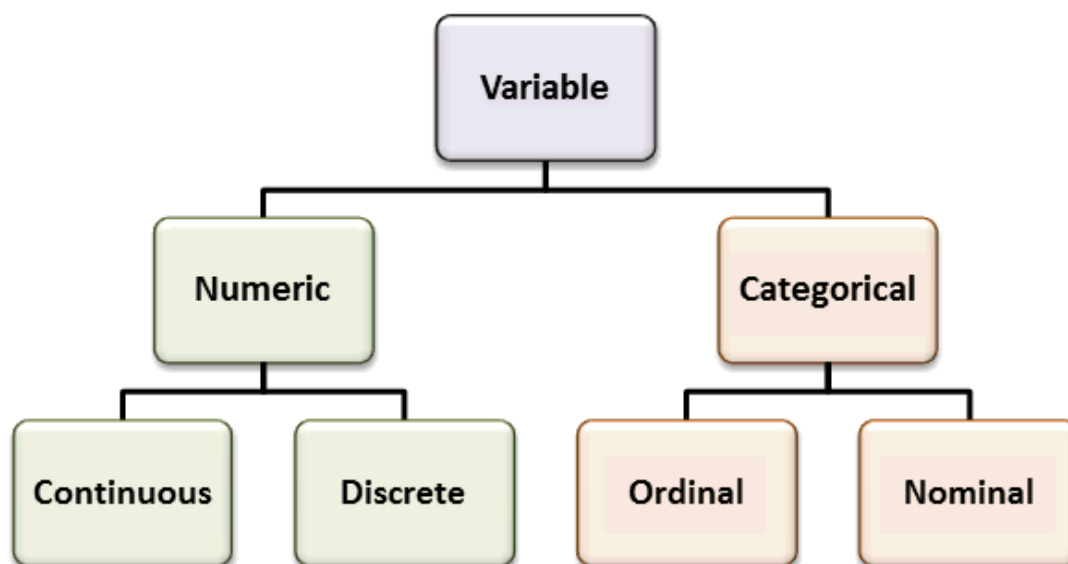 Variable
Numeric
Categorical
Continuous
Discrete
Ordinal
Nominal